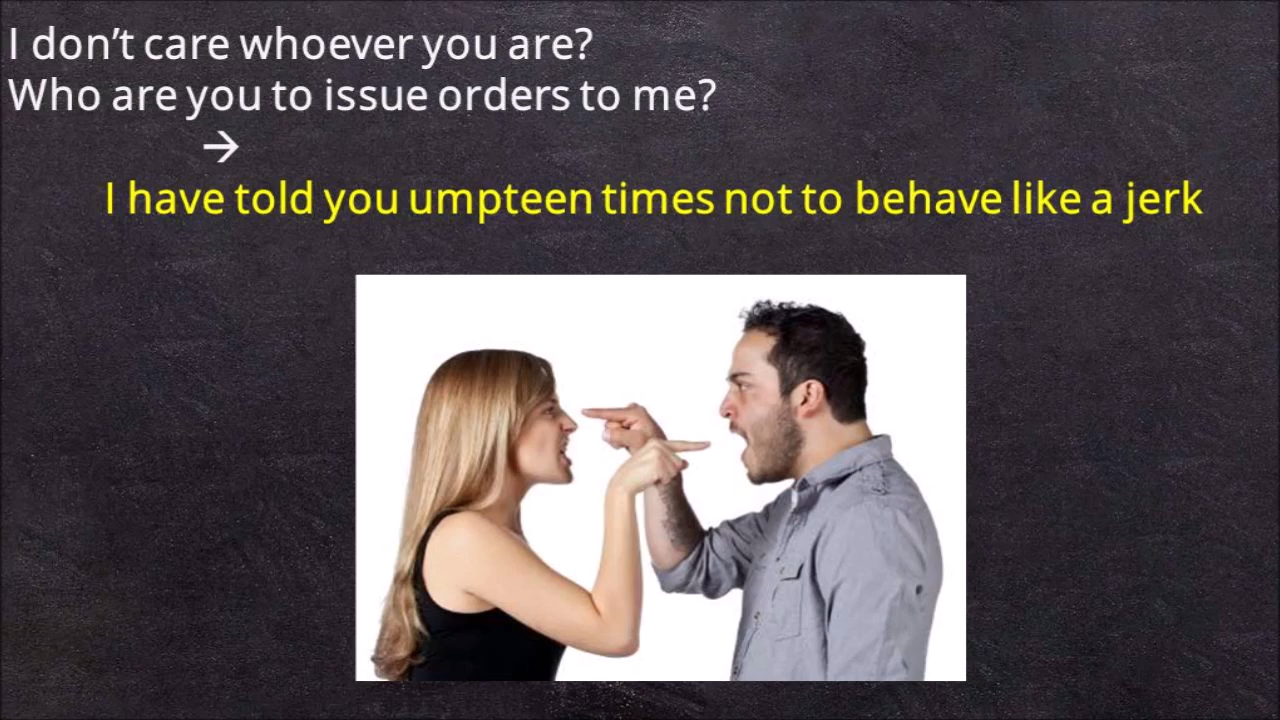 I don’t care whoever you are?
Who are you to issue orders to me?
→
I have told you umpteen times not to behave like a jerk